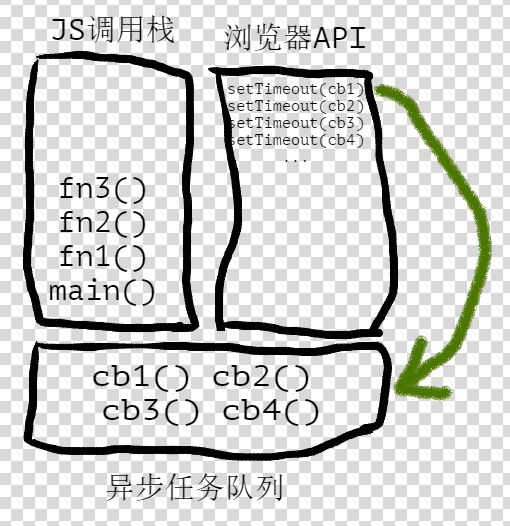 JS调用栈
浏览器API
setTimeout(cb1)
setTimeout(cb2)
setTimeout(cb3)
setTimeout(cb4)
...
fn3()
fn2()
fn1()
main()
cb1() cb2()
cb3() cb4()
异步任务队列